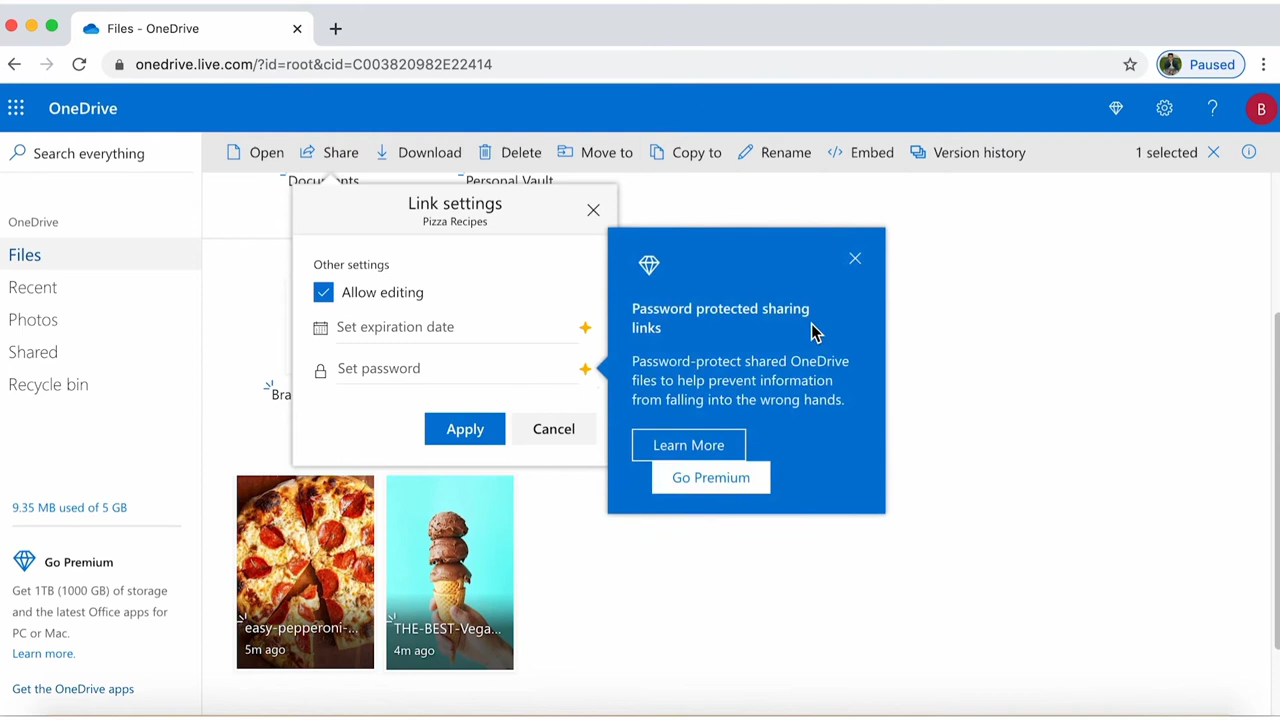 Files - OneDrive
onedrive.live.com/?id=root&cid=C003820982E22414
Paused
OneDrive
B
Search everything
Open
Share
Download
Delete
Move to
Copy to
Rename
Embed
Version history
1 selected
OneDrive
Files
Recent
Photos
Shared
Recycle bin
9.35 MB used of 5 GB
Go Premium
Get 1TB (1000 GB) of storage
and the latest Office apps for
PC or Mac.
Learn more.
Get the OneDrive apps
Documents
Personal Vault
Link settings
Pizza Recipes
Other settings
Allow editing
Set expiration date
Set password
Apply
Cancel
Password protected sharing
links
Password-protect shared OneDrive
files to help prevent information
from falling into the wrong hands.
Learn More
Go Premium
Bra
easy-pepperoni-...
5m ago
THE-BEST-Vega...
4m ago